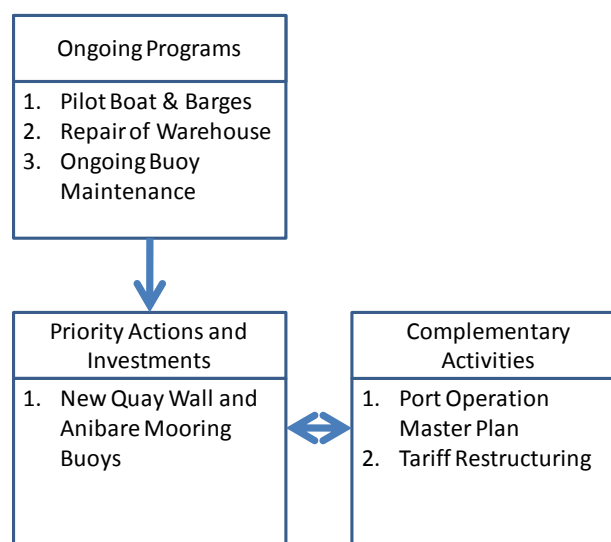 Ongoing Programs
1. Pilot Boat & Barges
2. Repair of Warehouse
3. Ongoing Buoy
Maintenance
Priority Actions and
Investments
1. New Quay Wall and
Anibare Mooring
Buoys
Complementary
Activities
1. Port Operation
Master Plan
2. Tariff Restructuring